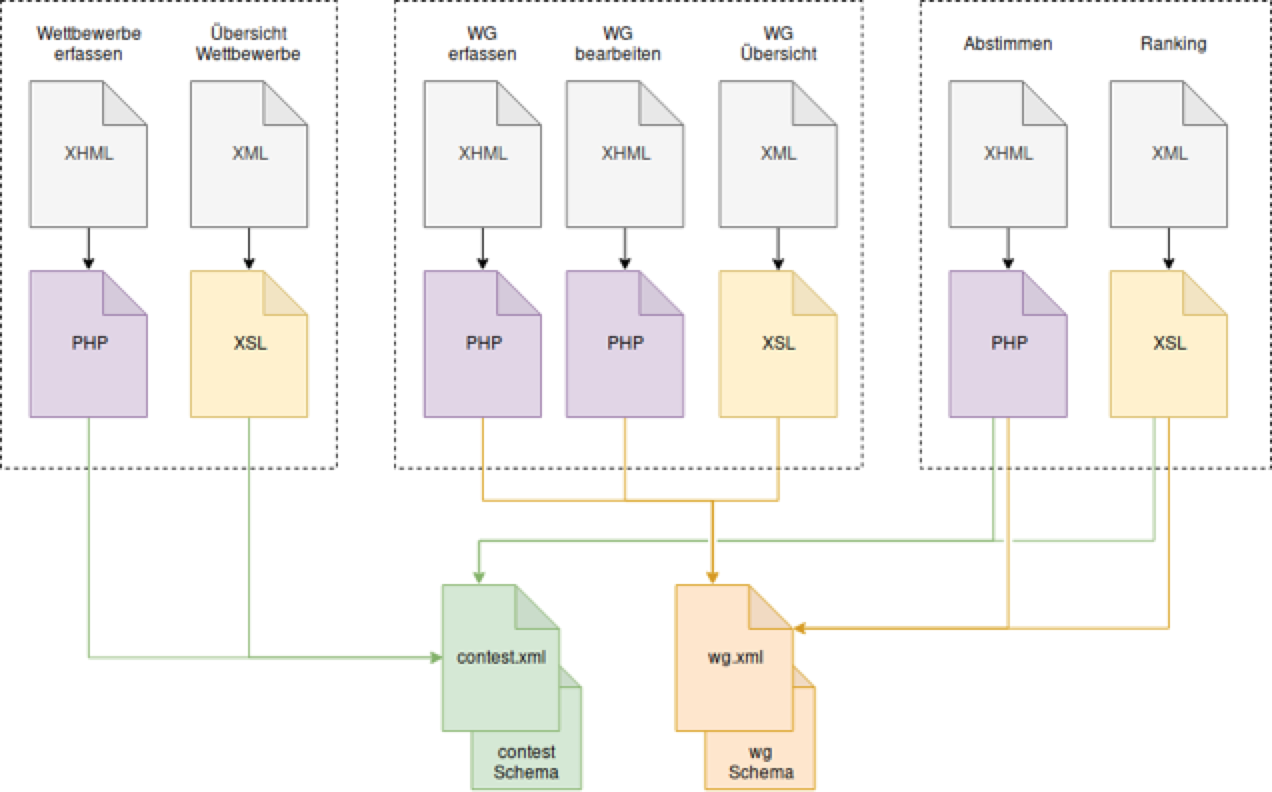 Wettbewerbe
erfassen
Übersicht
Wettbewerbe
WG
erfassen
WG
bearbeiten
WG
Übersicht
Abstimmen
Ranking
XHML
XML
XHML
XHML
XML
XHML
XML
PHP
XSL
PHP
PHP
XSL
PHP
XSL
contest.xml
wg.xml
contest
Schema
wg
Schema